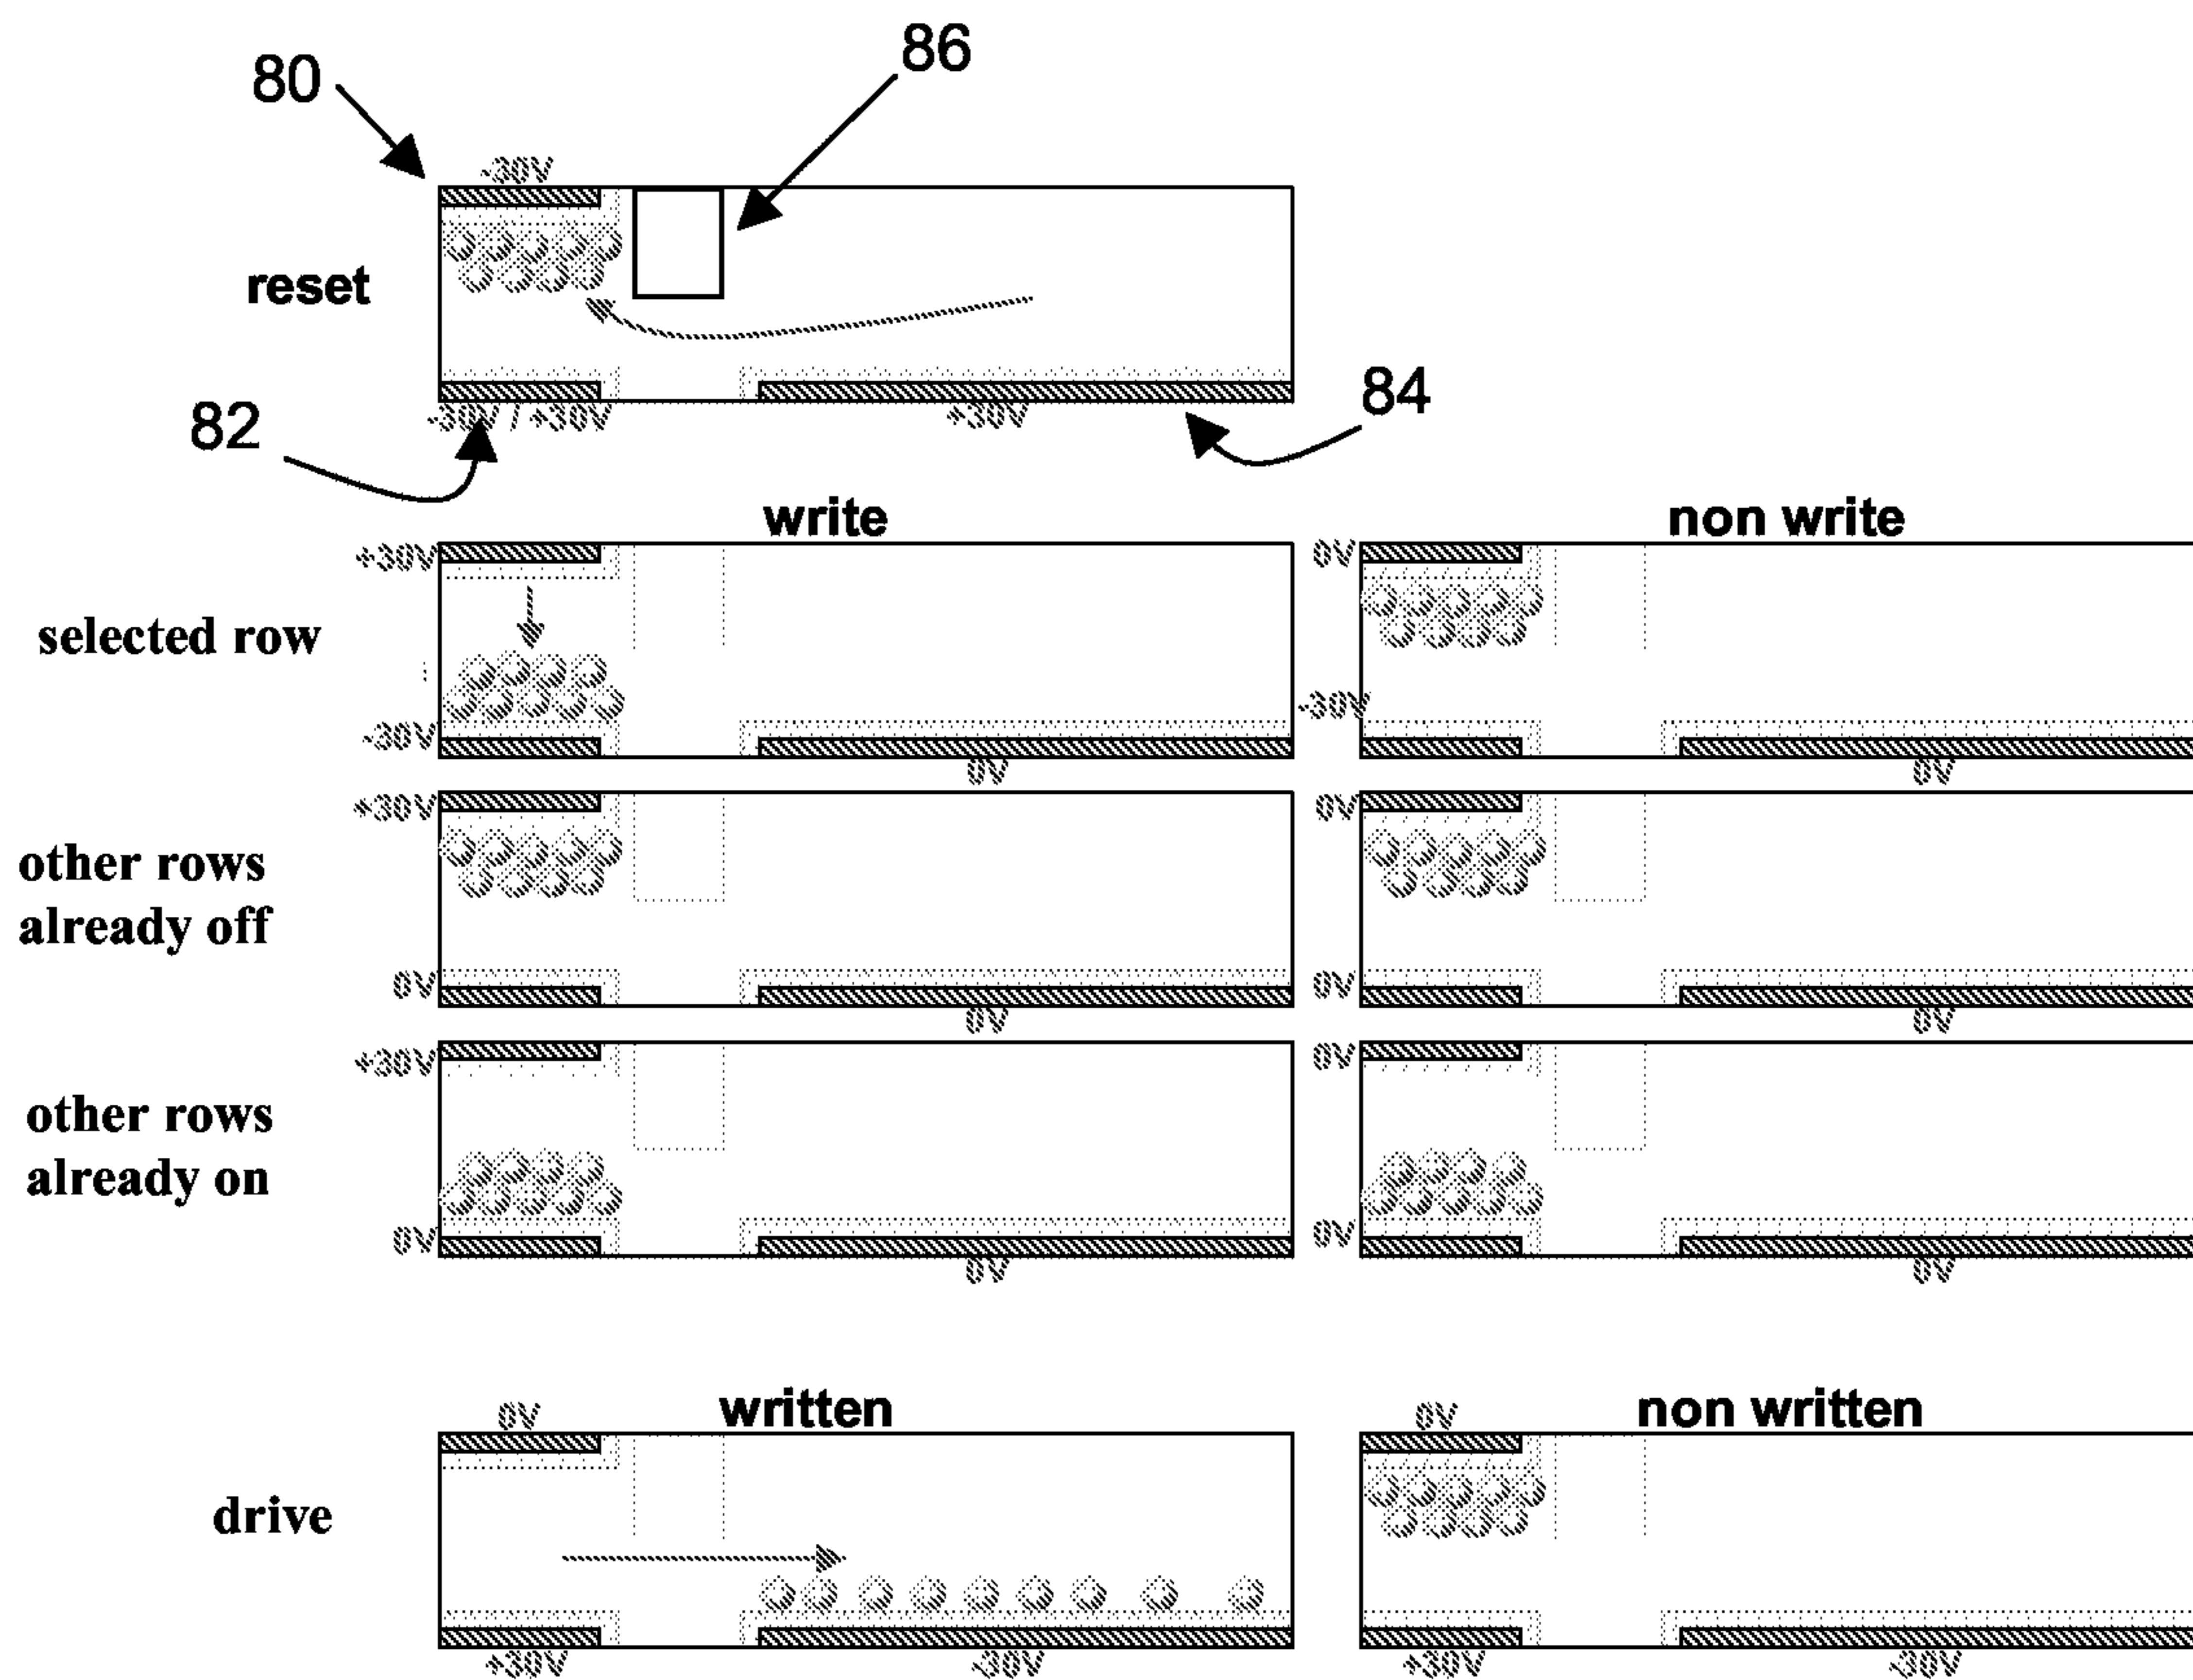 80
86
-30V
reset
82
-30V / +30V
+30V
84
write
non write
+30V
0V
selected row
-30V
-30V
0V
0V
+30V
0V
other rows
already off
0V
0V
0V
0V
+30V
0V
other rows
already on
0V
0V
0V
0V
written
non written
0V
0V
drive
+30V
-30V
+30V
-30V